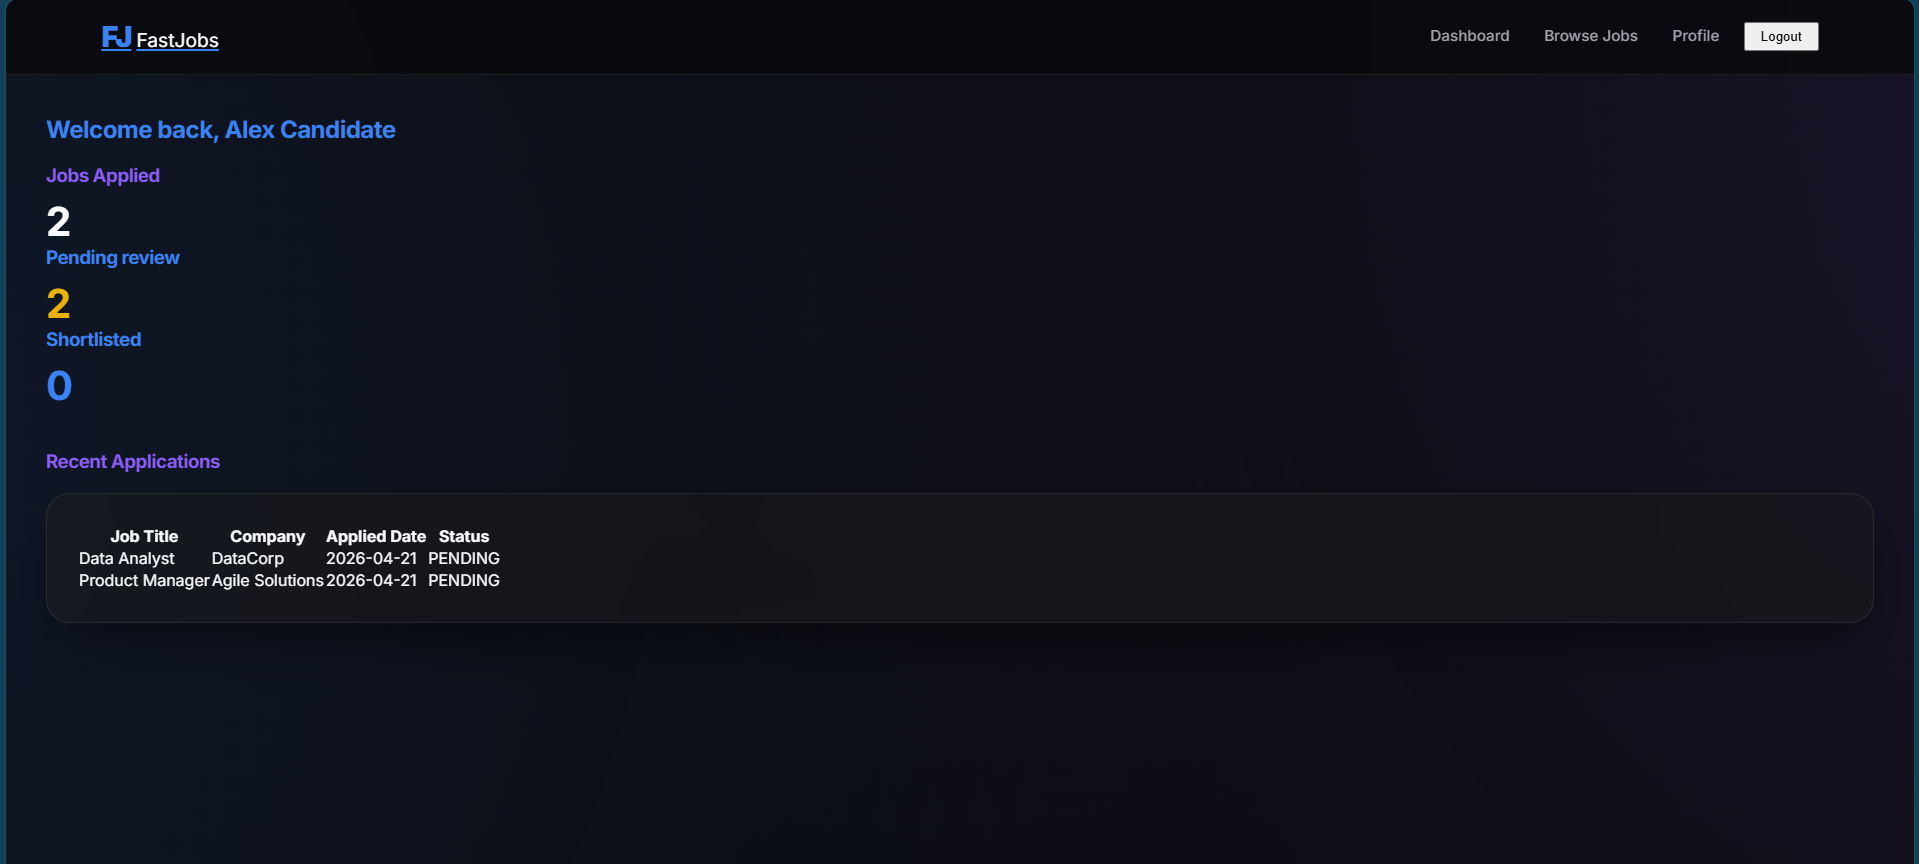 FJ FastJobs
Dashboard Browse Jobs Profile Logout
Welcome back, Alex Candidate
Jobs Applied
2
Pending review
2
Shortlisted
0
Recent Applications
Job Title Company Applied Date Status
Data Analyst DataCorp 2026-04-21 PENDING
Product Manager Agile Solutions 2026-04-21 PENDING